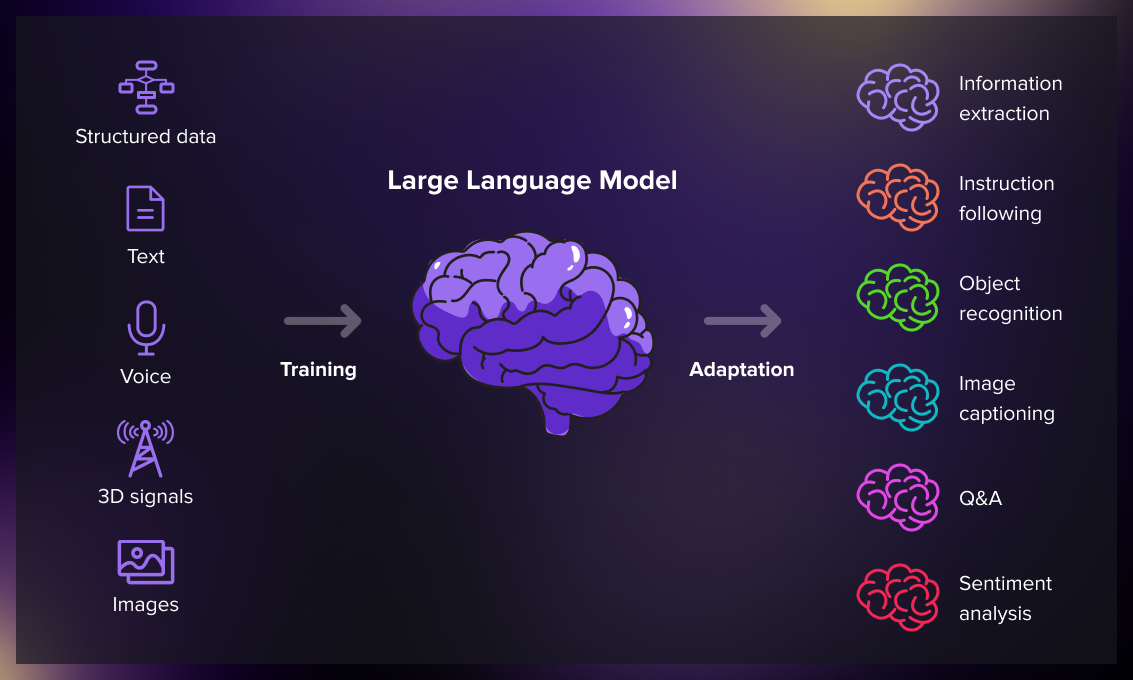 Structured data
Text
Voice
3D signals
Images
Training
Large Language Model
Adaptation
Information
extraction
Instruction
following
Object
recognition
Image
captioning
Q&A
Sentiment
analysis